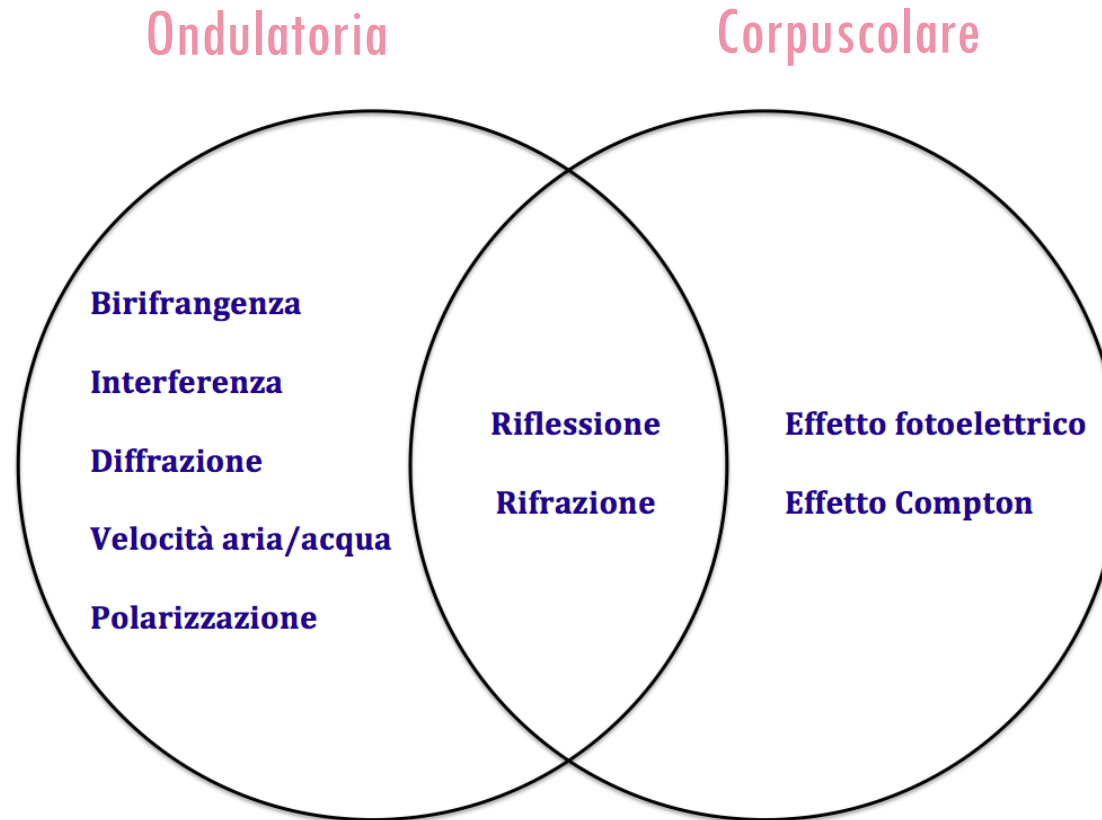 Ondulatoria
Corpuscolare
Birifrangenza
Interferenza
Diffrazione
Velocità aria/acqua
Polarizzazione
Riflessione
Rifrazione
Effetto fotoelettrico
Effetto Compton